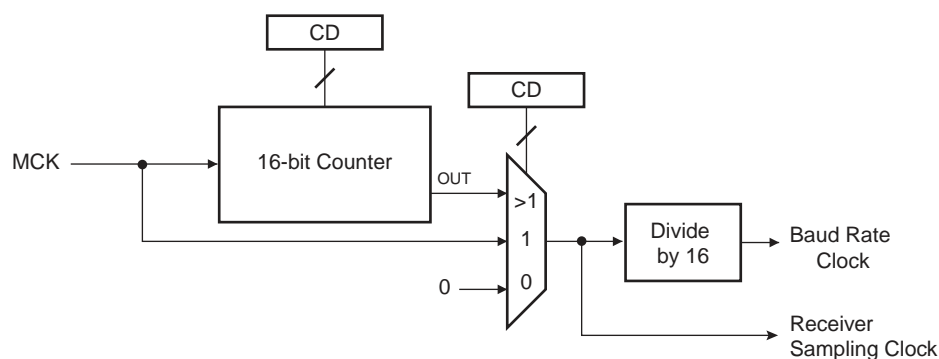 CD
CD
MCK
16-bit Counter
OUT
>1
1
0
0
Divide
by 16
Baud Rate
Clock
Receiver
Sampling Clock